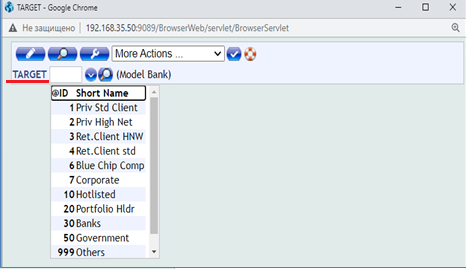 TARGET - Google Chrome
Не защищено | 192.168.35.50:9089/BrowserWeb/servlet/BrowserServlet
More Actions ...
TARGET (Model Bank)
@ID Short Name
1 Priv Std Client
2 Priv High Net
3 Ret.Client HNW
4 Ret.Client std
6 Blue Chip Comp
7 Corporate
10 Hotlisted
20 Portfolio Hldr
30 Banks
50 Government
999 Others